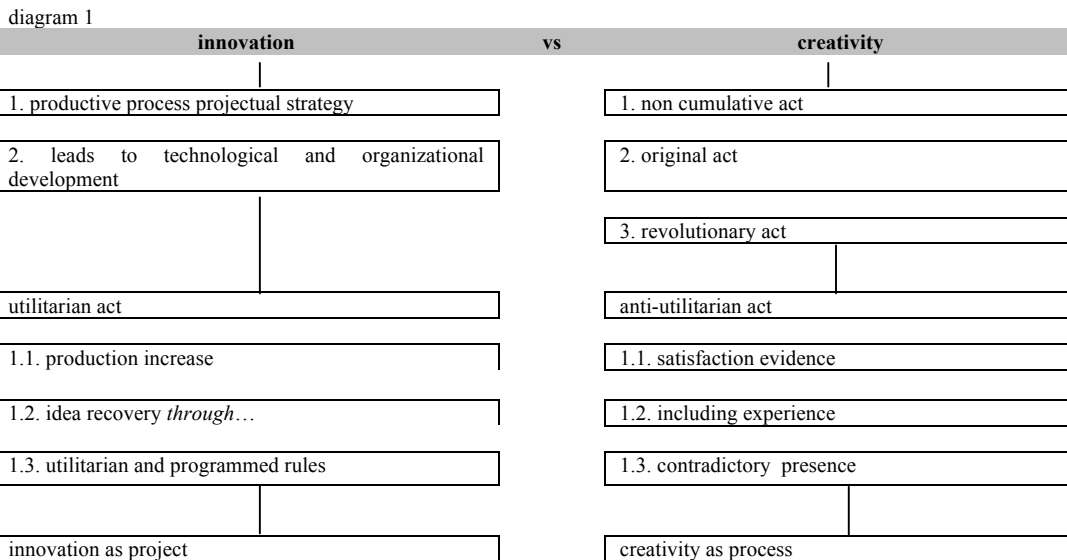 diagram 1
innovation vs creativity
1. productive process projectual strategy
1. non cumulative act
2. leads to technological and organizational
development
2. original act
3. revolutionary act
utilitarian act
anti-utilitarian act
1.1. production increase
1.1. satisfaction evidence
1.2. idea recovery through…
1.2. including experience
1.3. utilitarian and programmed rules
1.3. contradictory presence
innovation as project
creativity as process